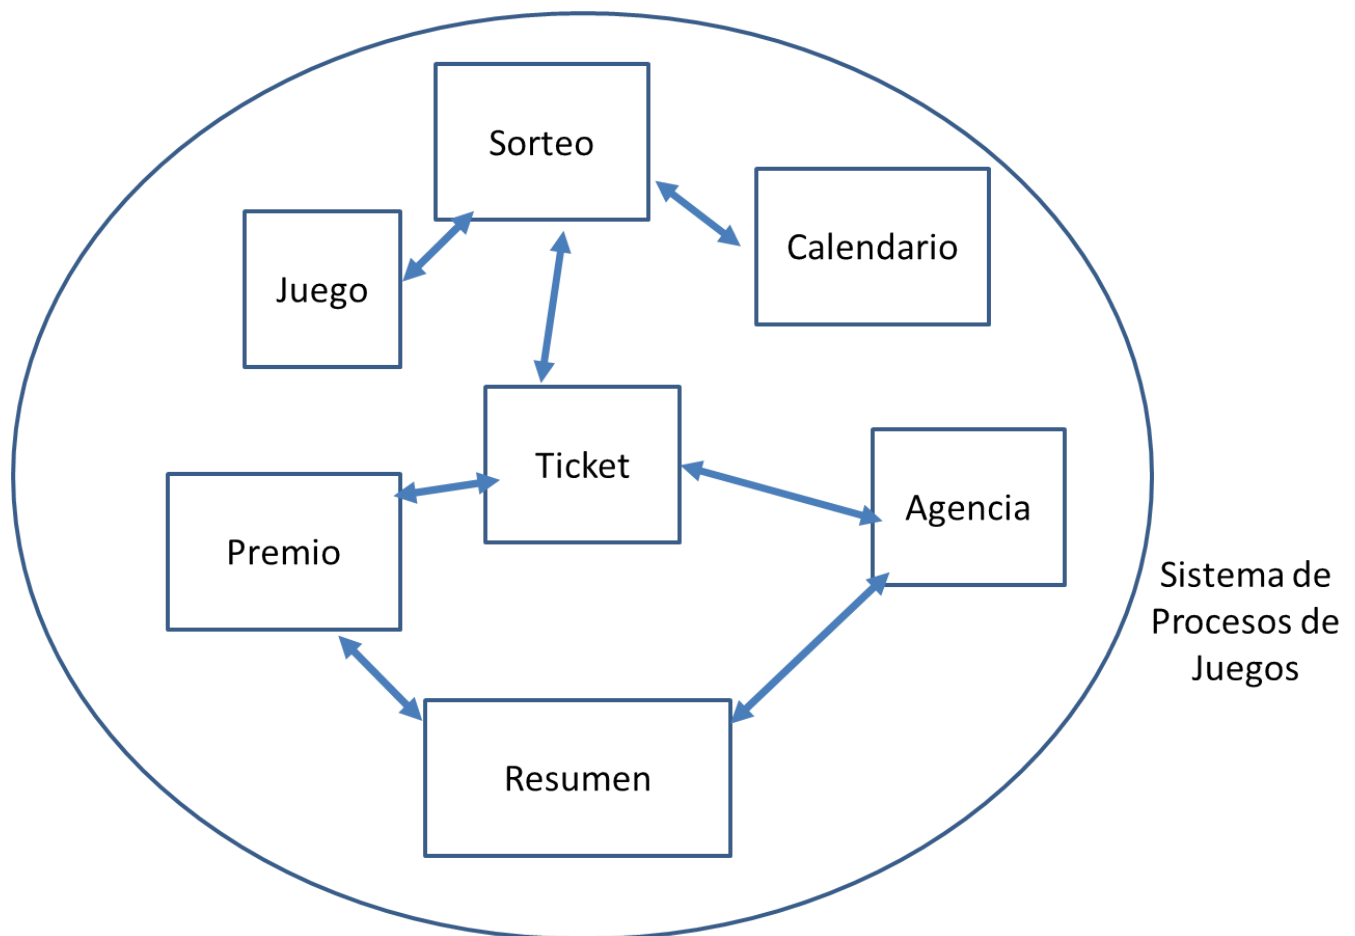 Sorteo
Calendario
Juego
Ticket
Agencia
Premio
Sistema de
Procesos de
Juegos
Resumen